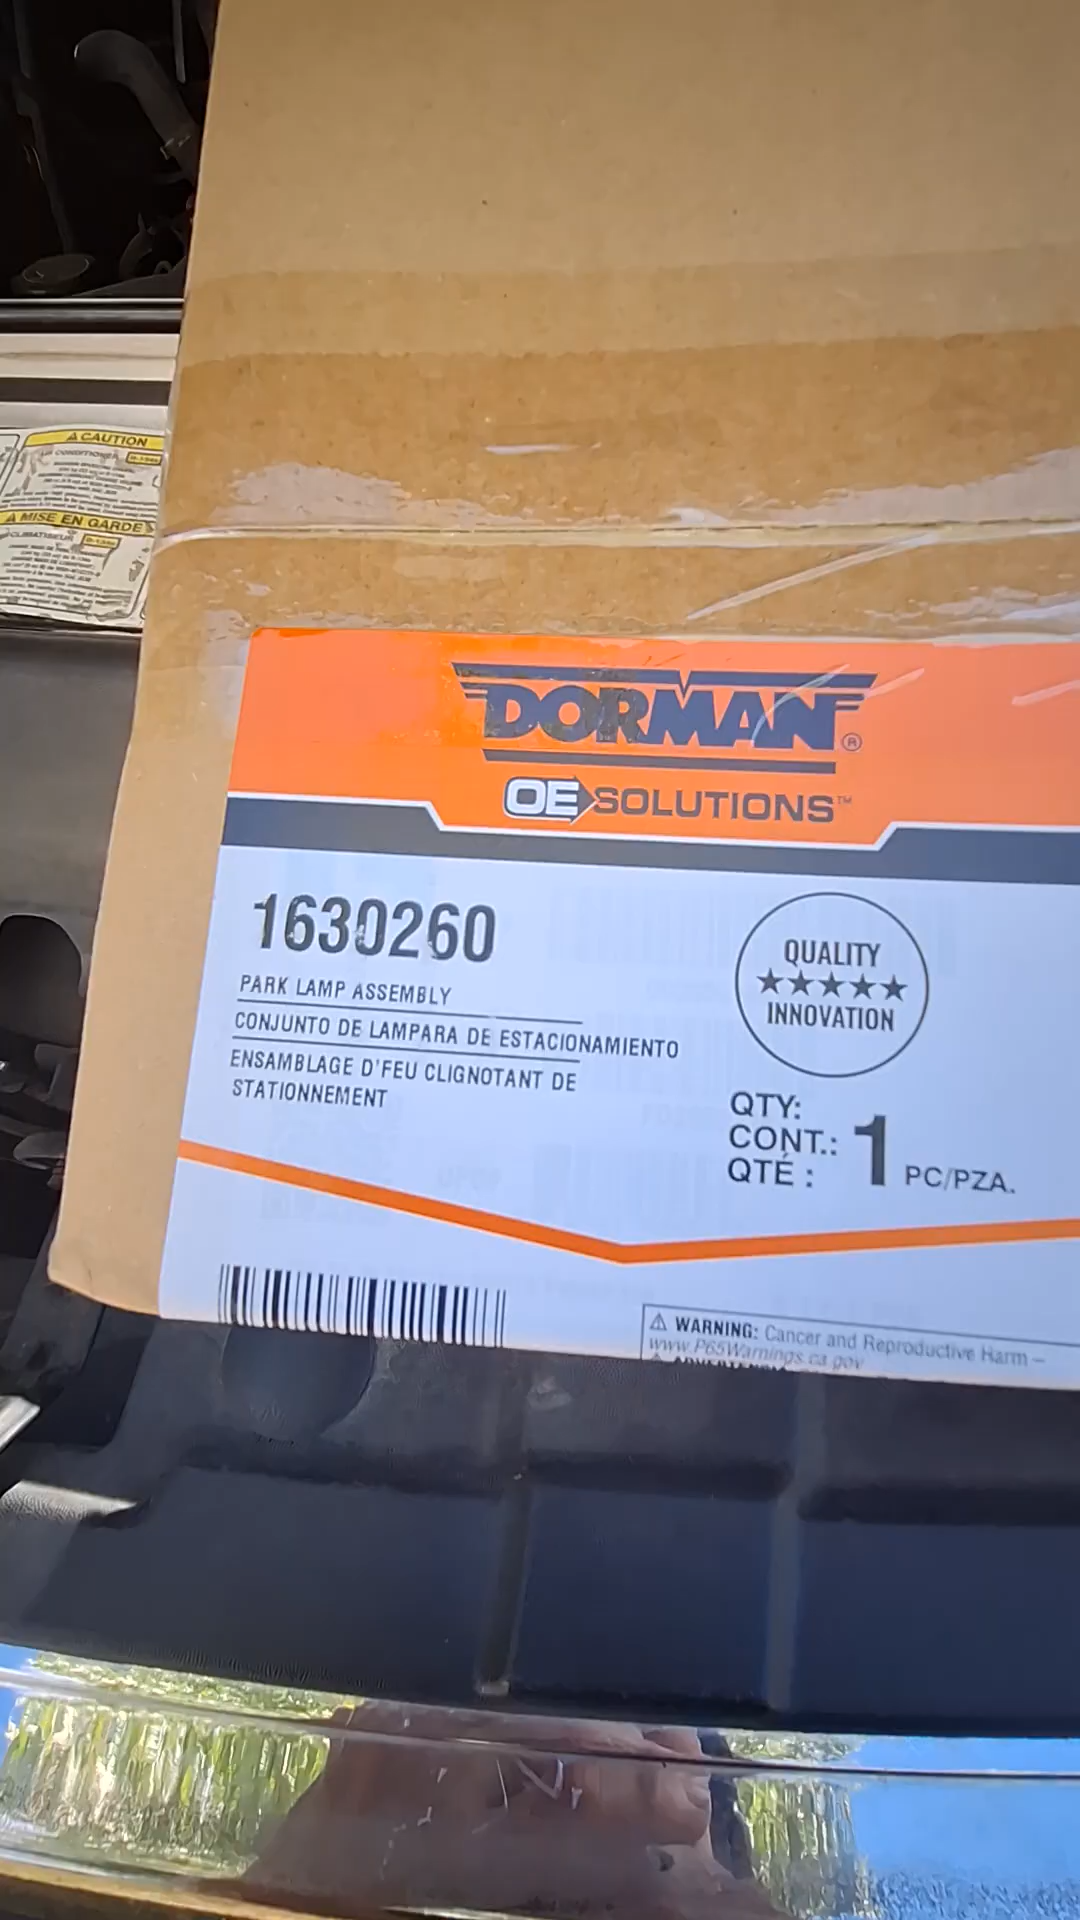 CAUTION
A MISE EN GARDE
DORMAN®
OE SOLUTIONS™
1630260
PARK LAMP ASSEMBLY
CONJUNTO DE LAMPARA DE ESTACIONAMIENTO
ENSAMBLAGE D'FEU CLIGNOTANT DE
STATIONNEMENT
QUALITY
★★★★★
INNOVATION
QTY:
CONT.:
QTÉ :
1 PC/PZA.
⚠ WARNING: Cancer and Reproductive Harm –
www.P65Warnings.ca.gov